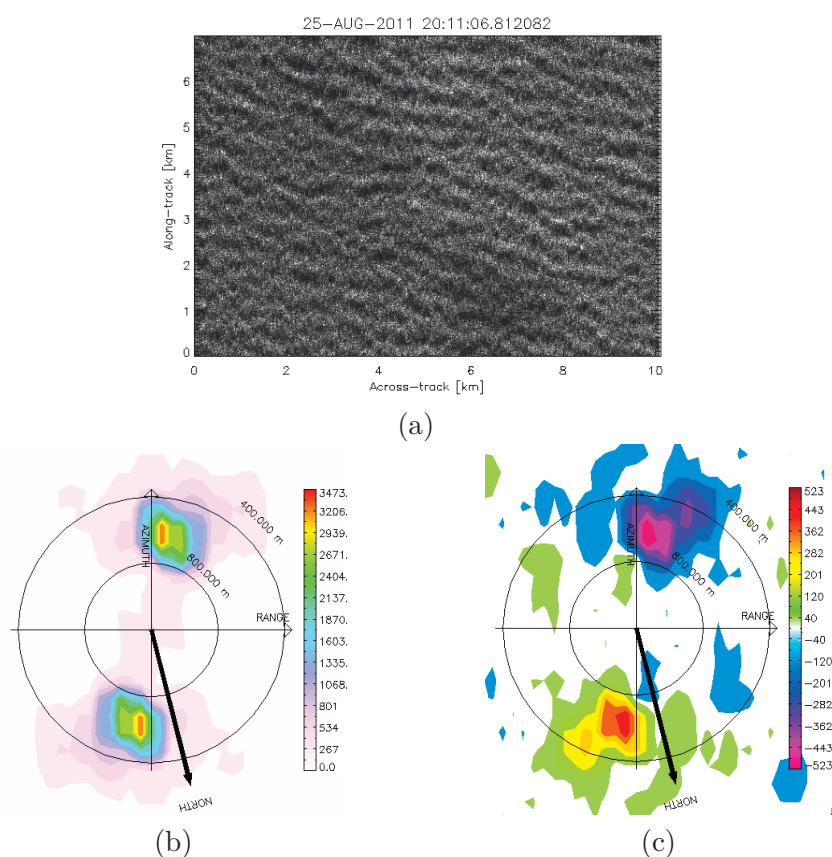 25-AUG-2011 20:11:06.812082
Along-track [km]
6
5
4
3
2
1
0
0 2 4 6 8 10
Across-track [km]
(a)
400.000 m
800.000 m
AZIMUTH
RANGE
NORTH
3473.
3206.
2939.
2671.
2404.
2137.
1870.
1603.
1335.
1068.
801.
534
267
0.0
(b)
400.000 m
800.000 m
AZIMUTH
RANGE
NORTH
523
443
362
282
201
120
40
-40
-120
-201
-282
-362
-443
-523
(c)